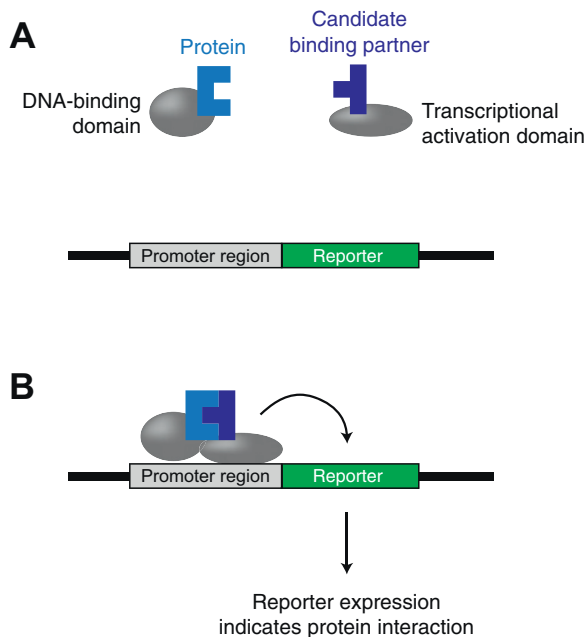 A
Protein
Candidate
binding partner
DNA-binding
domain
Transcriptional
activation domain
Promoter region
Reporter
B
Promoter region
Reporter
Reporter expression
indicates protein interaction